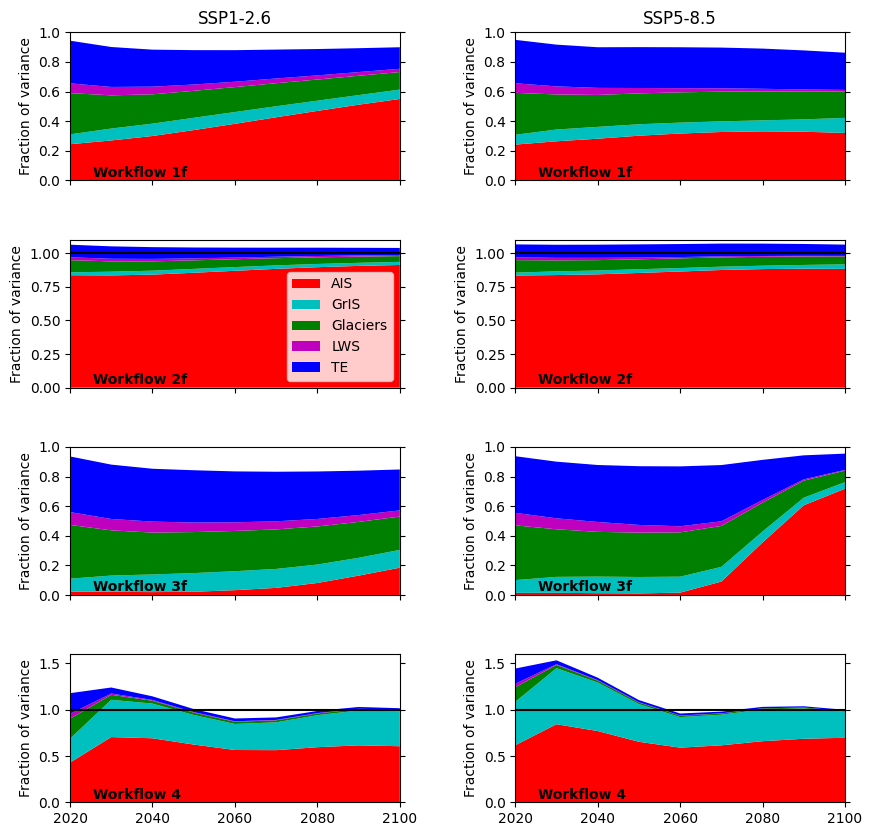 SSP1-2.6
SSP5-8.5
Fraction of variance
1.0
0.8
0.6
0.4
0.2
0.0
Workflow 1f
Fraction of variance
1.0
0.8
0.6
0.4
0.2
0.0
Workflow 1f
Fraction of variance
1.00
0.75
0.50
0.25
0.00
AIS
GrIS
Glaciers
LWS
TE
Workflow 2f
Fraction of variance
1.00
0.75
0.50
0.25
0.00
Workflow 2f
Fraction of variance
1.0
0.8
0.6
0.4
0.2
0.0
Workflow 3f
Fraction of variance
1.0
0.8
0.6
0.4
0.2
0.0
Workflow 3f
Fraction of variance
1.5
1.0
0.5
0.0
Workflow 4
2020 2040 2060 2080 2100
Fraction of variance
1.5
1.0
0.5
0.0
Workflow 4
2020 2040 2060 2080 2100